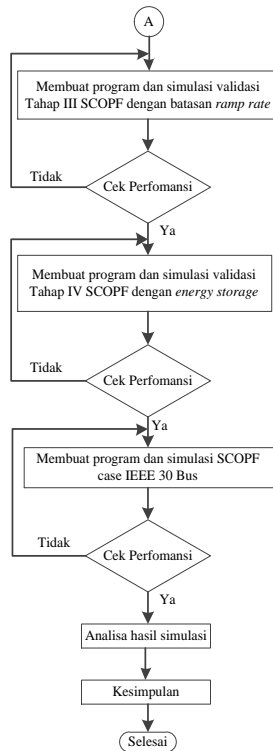 A
Membuat program dan simulasi validasi
Tahap III SCOPF dengan batasan ramp rate
Tidak
Cek Perfomansi
Ya
Membuat program dan simulasi validasi
Tahap IV SCOPF dengan energy storage
Tidak
Cek Perfomansi
Ya
Membuat program dan simulasi SCOPF
case IEEE 30 Bus
Tidak
Cek Perfomansi
Ya
Analisa hasil simulasi
Kesimpulan
Selesai